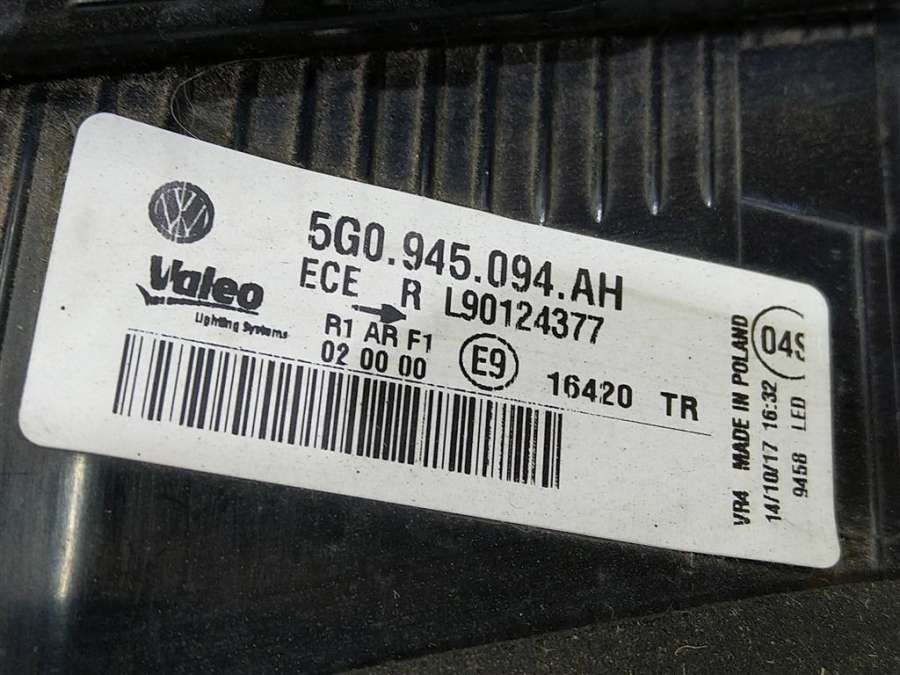 5G0.945.094.AH
Valeo
Lighting Systems
ECE R L90124377
R1 AR F1
02 00 00
E9
16420 TR
VR4 MADE IN POLAND
14/10/17 16:32
9458 LED
04S